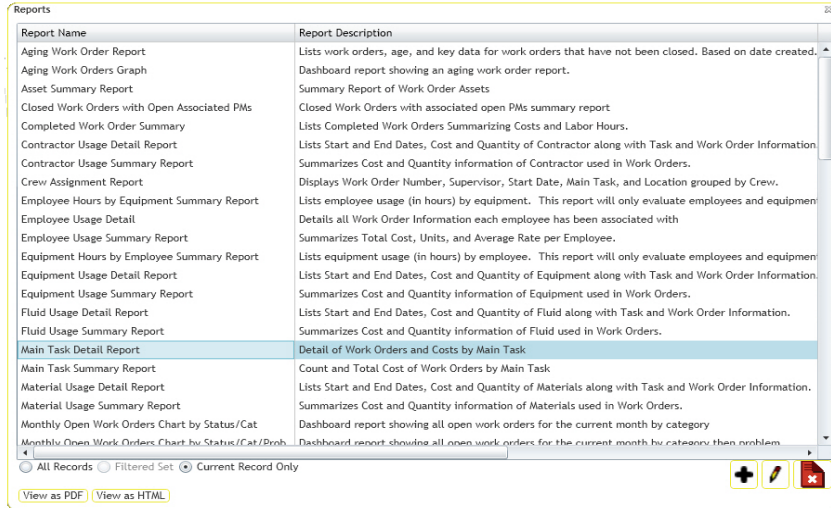 Reports
Report Name Report Description
Aging Work Order Report Lists work orders, age, and key data for work orders that have not been closed. Based on date created.
Aging Work Orders Graph Dashboard report showing an aging work order report.
Asset Summary Report Summary Report of Work Order Assets
Closed Work Orders with Open Associated PMs Closed Work Orders with associated open PMs summary report
Completed Work Order Summary Lists Completed Work Orders Summarizing Costs and Labor Hours.
Contractor Usage Detail Report Lists Start and End Dates, Cost and Quantity of Contractor along with Task and Work Order Information.
Contractor Usage Summary Report Summarizes Cost and Quantity information of Contractor used in Work Orders.
Crew Assignment Report Displays Work Order Number, Supervisor, Start Date, Main Task, and Location grouped by Crew.
Employee Hours by Equipment Summary Report Lists employee usage (in hours) by equipment. This report will only evaluate employees and equipmen
Employee Usage Detail Details all Work Order Information each employee has been associated with
Employee Usage Summary Report Summarizes Total Cost, Units, and Average Rate per Employee.
Equipment Hours by Employee Summary Report Lists equipment usage (in hours) by employee. This report will only evaluate employees and equipmen
Equipment Usage Detail Report Lists Start and End Dates, Cost and Quantity of Equipment along with Task and Work Order Information.
Equipment Usage Summary Report Summarizes Cost and Quantity information of Equipment used in Work Orders.
Fluid Usage Detail Report Lists Start and End Dates, Cost and Quantity of Fluid along with Task and Work Order Information.
Fluid Usage Summary Report Summarizes Cost and Quantity information of Fluid used in Work Orders.
Main Task Detail Report Detail of Work Orders and Costs by Main Task
Main Task Summary Report Count and Total Cost of Work Orders by Main Task
Material Usage Detail Report Lists Start and End Dates, Cost and Quantity of Materials along with Task and Work Order Information.
Material Usage Summary Report Summarizes Cost and Quantity information of Materials used in Work Orders.
Monthly Open Work Orders Chart by Status/Cat Dashboard report showing all open work orders for the current month by category
Monthly Open Work Orders Chart by Status/Cat/Prob Dashboard report showing all open work orders for the current month by category then problem
All Records Filtered Set Current Record Only
View as PDF View as HTML